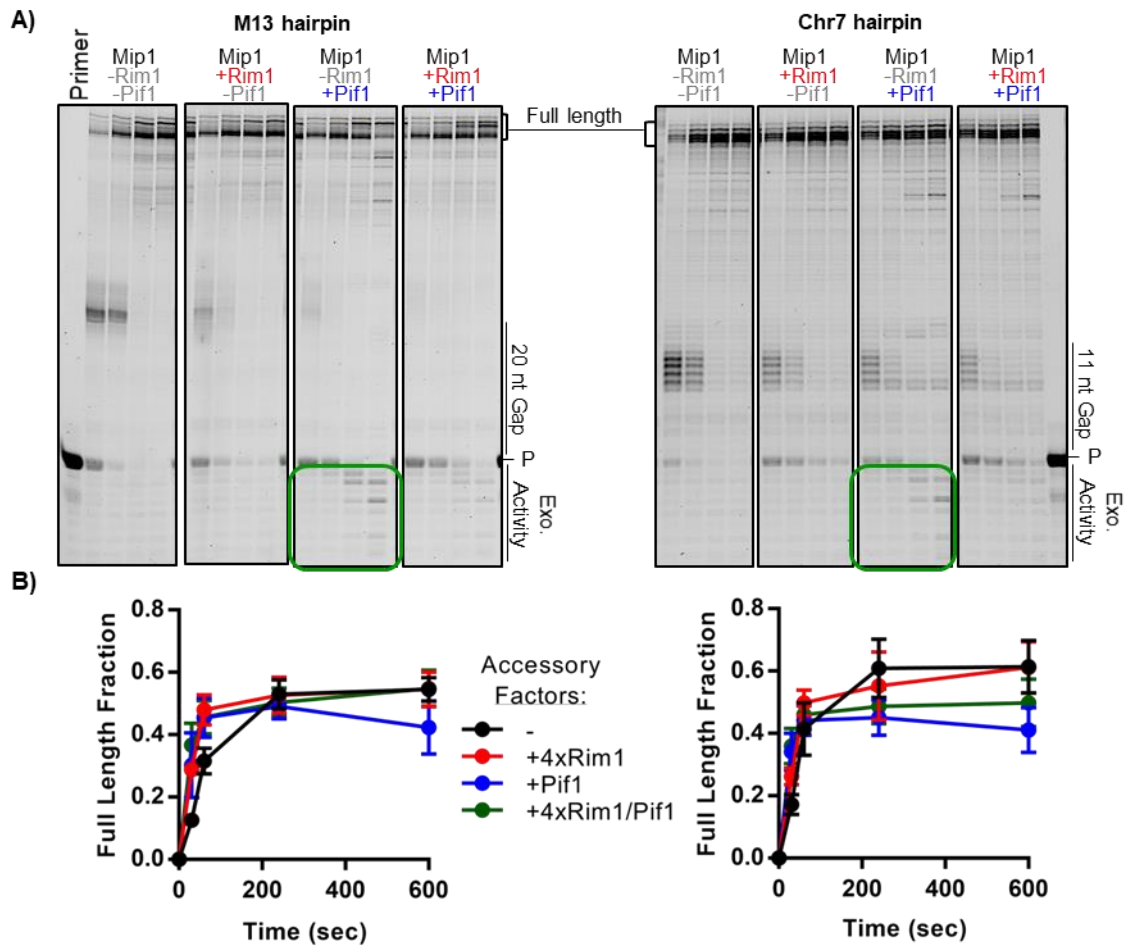 A)
M13 hairpin
Chr7 hairpin
Primer
Mip1
-Rim1
-Pif1
Mip1
+Rim1
-Pif1
Mip1
-Rim1
+Pif1
Mip1
+Rim1
+Pif1
Mip1
-Rim1
-Pif1
Mip1
+Rim1
-Pif1
Mip1
-Rim1
+Pif1
Mip1
+Rim1
+Pif1
Full length
20 nt Gap
P
Exo.
Activity
11 nt Gap
P
Exo.
Activity
B)
Full Length Fraction
0.8
0.6
0.4
0.2
0.0
0
200
400
600
Time (sec)
Accessory
Factors:
-
+4xRim1
+Pif1
+4xRim1/Pif1
Full Length Fraction
0.8
0.6
0.4
0.2
0.0
0
200
400
600
Time (sec)